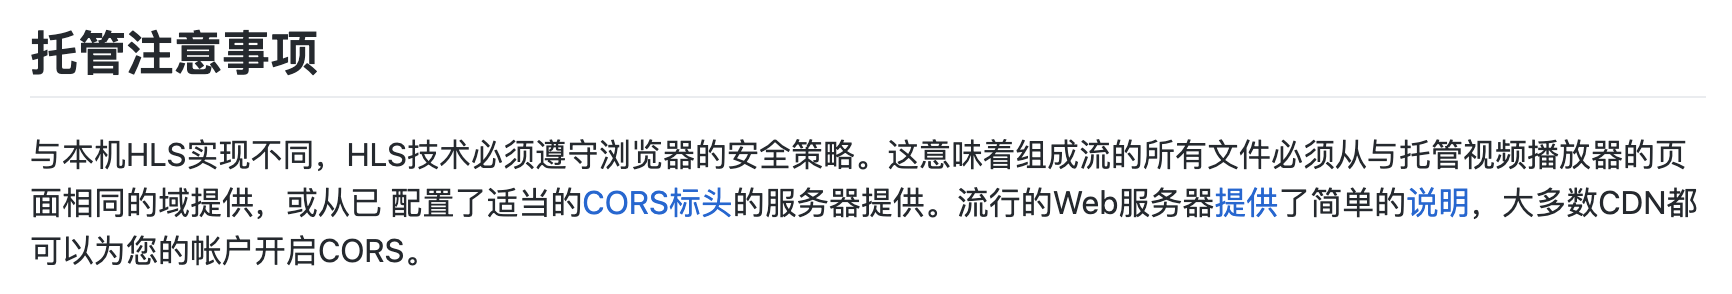 托管注意事项
与本机HLS实现不同，HLS技术必须遵守浏览器的安全策略。这意味着组成流的所有文件必须从与托管视频播放器的页
面相同的域提供，或从已 配置了适当的CORS标头的服务器提供。流行的Web服务器提供了简单的说明，大多数CDN都
可以为您的帐户开启CORS。